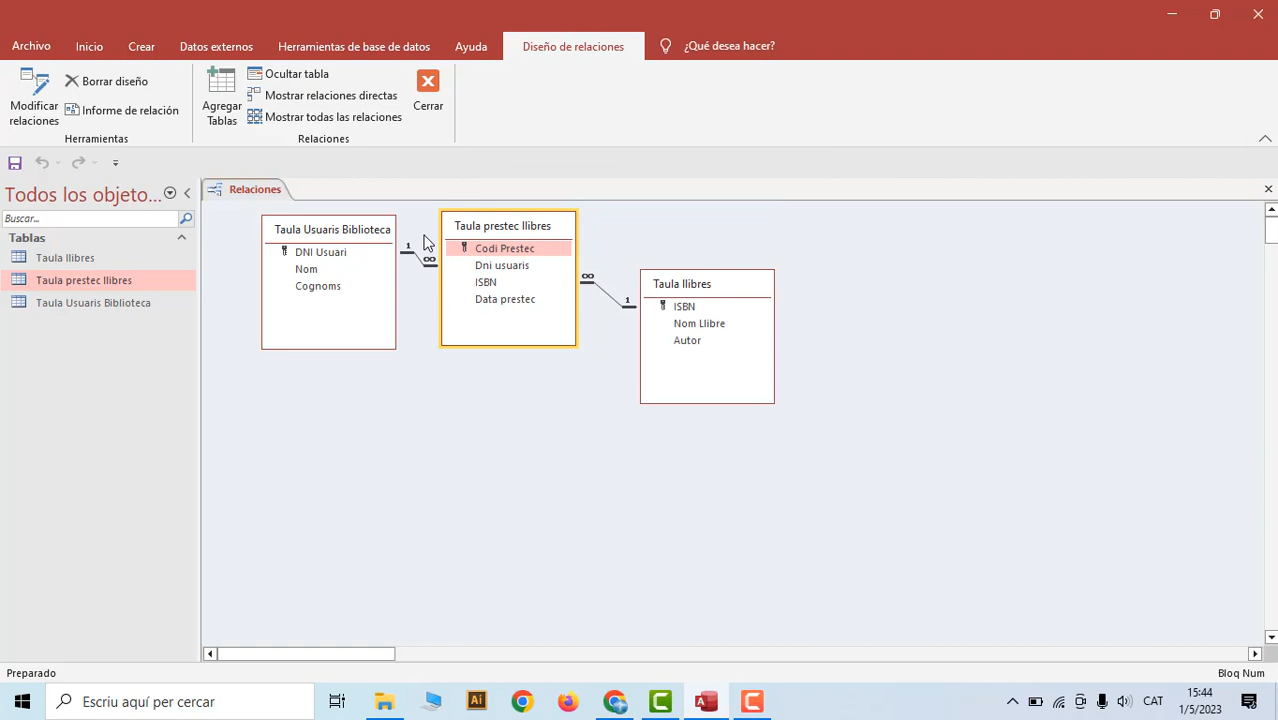 Archivo Inicio Crear Datos externos Herramientas de base de datos Ayuda Diseño de relaciones ¿Qué desea hacer?
Modificar relaciones
Borrar diseño
Informe de relación
Herramientas
Agregar Tablas
Ocultar tabla
Mostrar relaciones directas
Mostrar todas las relaciones
Cerrar
Relaciones
Todos los objeto...
Buscar...
Tablas
Taula llibres
Taula prestec llibres
Taula Usuaris Biblioteca
Relaciones
Taula Usuaris Biblioteca
DNI Usuari
Nom
Cognoms
1
∞
Taula prestec llibres
Codi Prestec
Dni usuaris
ISBN
Data prestec
∞
1
Taula llibres
ISBN
Nom Llibre
Autor
Preparado
Bloq Num
Escriu aquí per cercar
Ai
CAT
15:44
1/5/2023